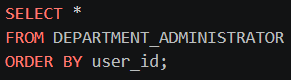 SELECT *
FROM DEPARTMENT_ADMINISTRATOR
ORDER BY user_id;